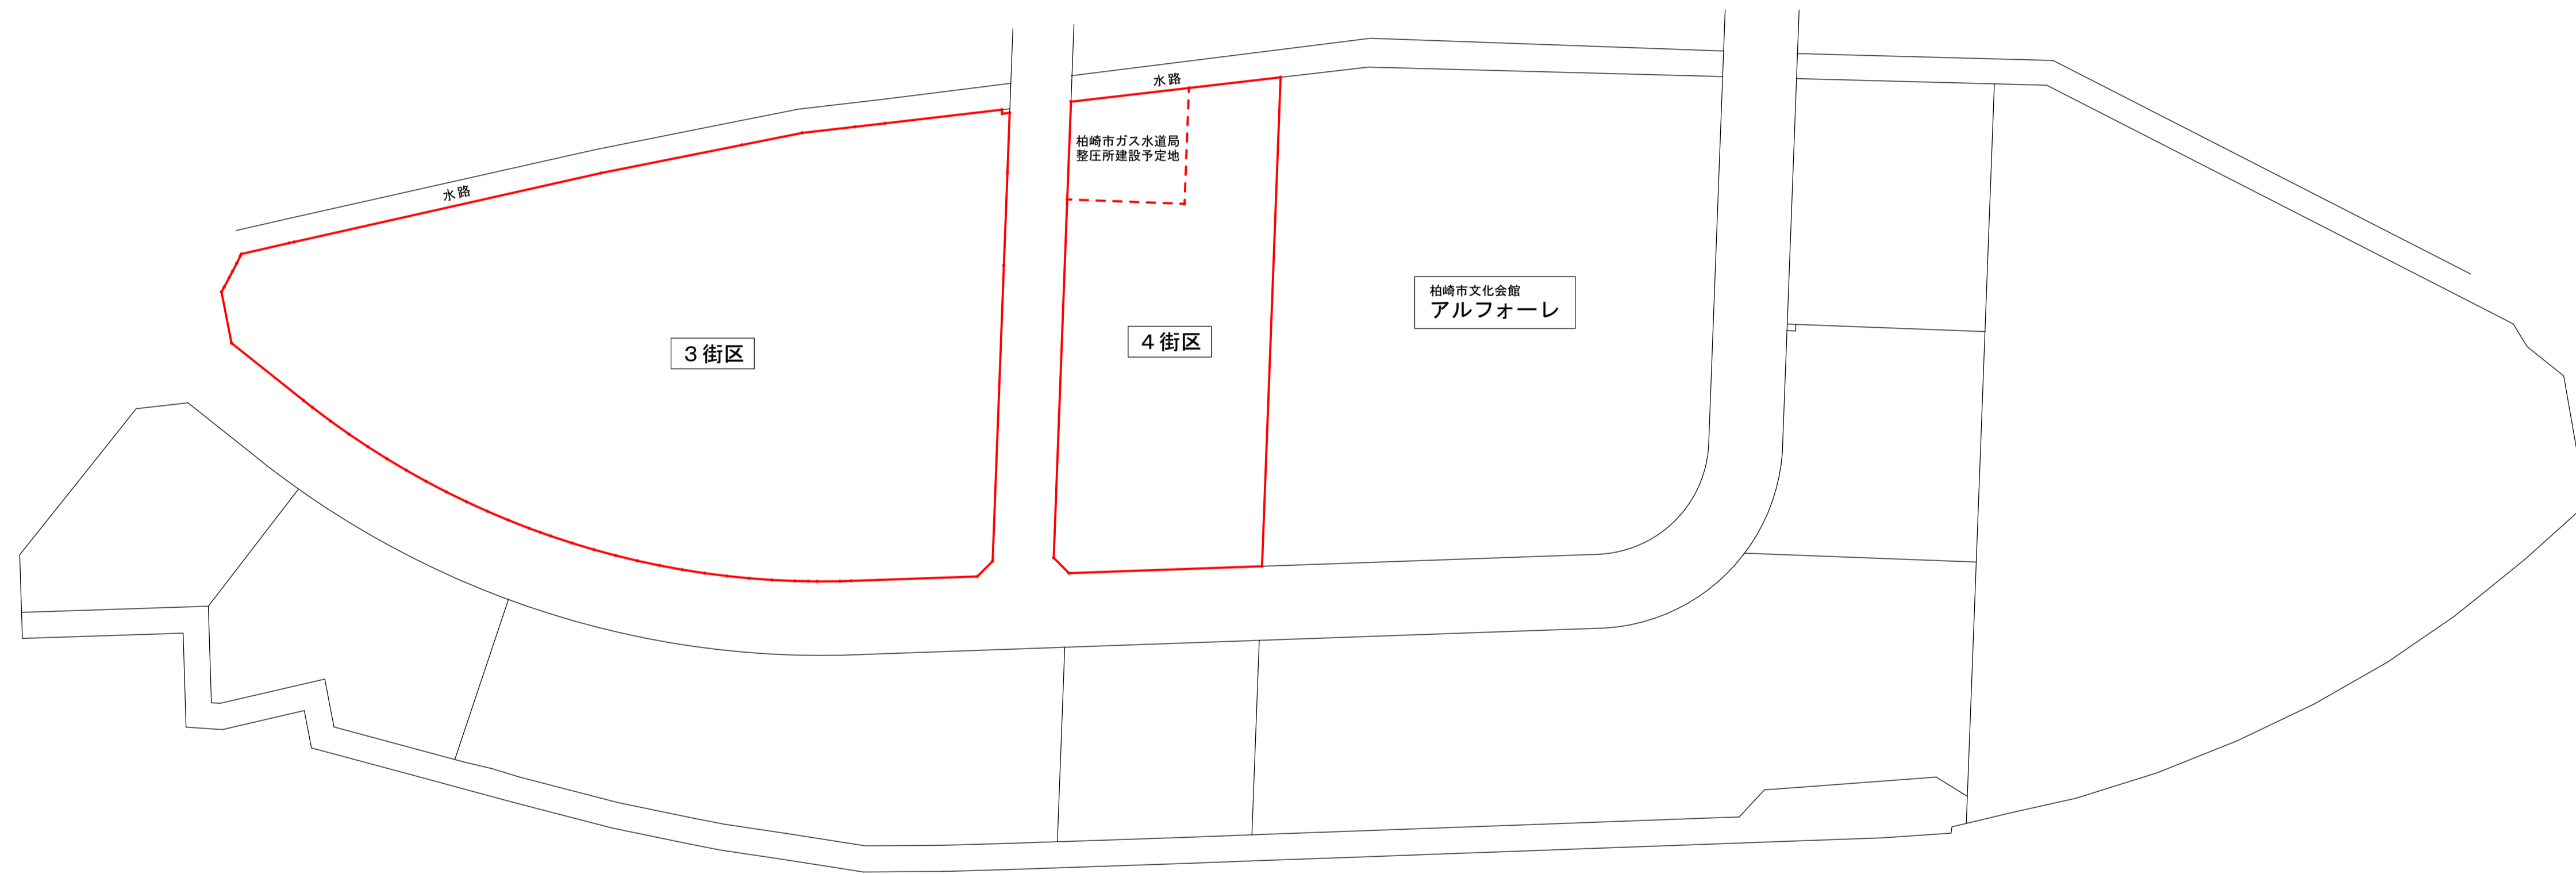 水路
柏崎市ガス水道局
整圧所建設予定地
水路
柏崎市文化会館
アルフォーレ
4街区
3街区